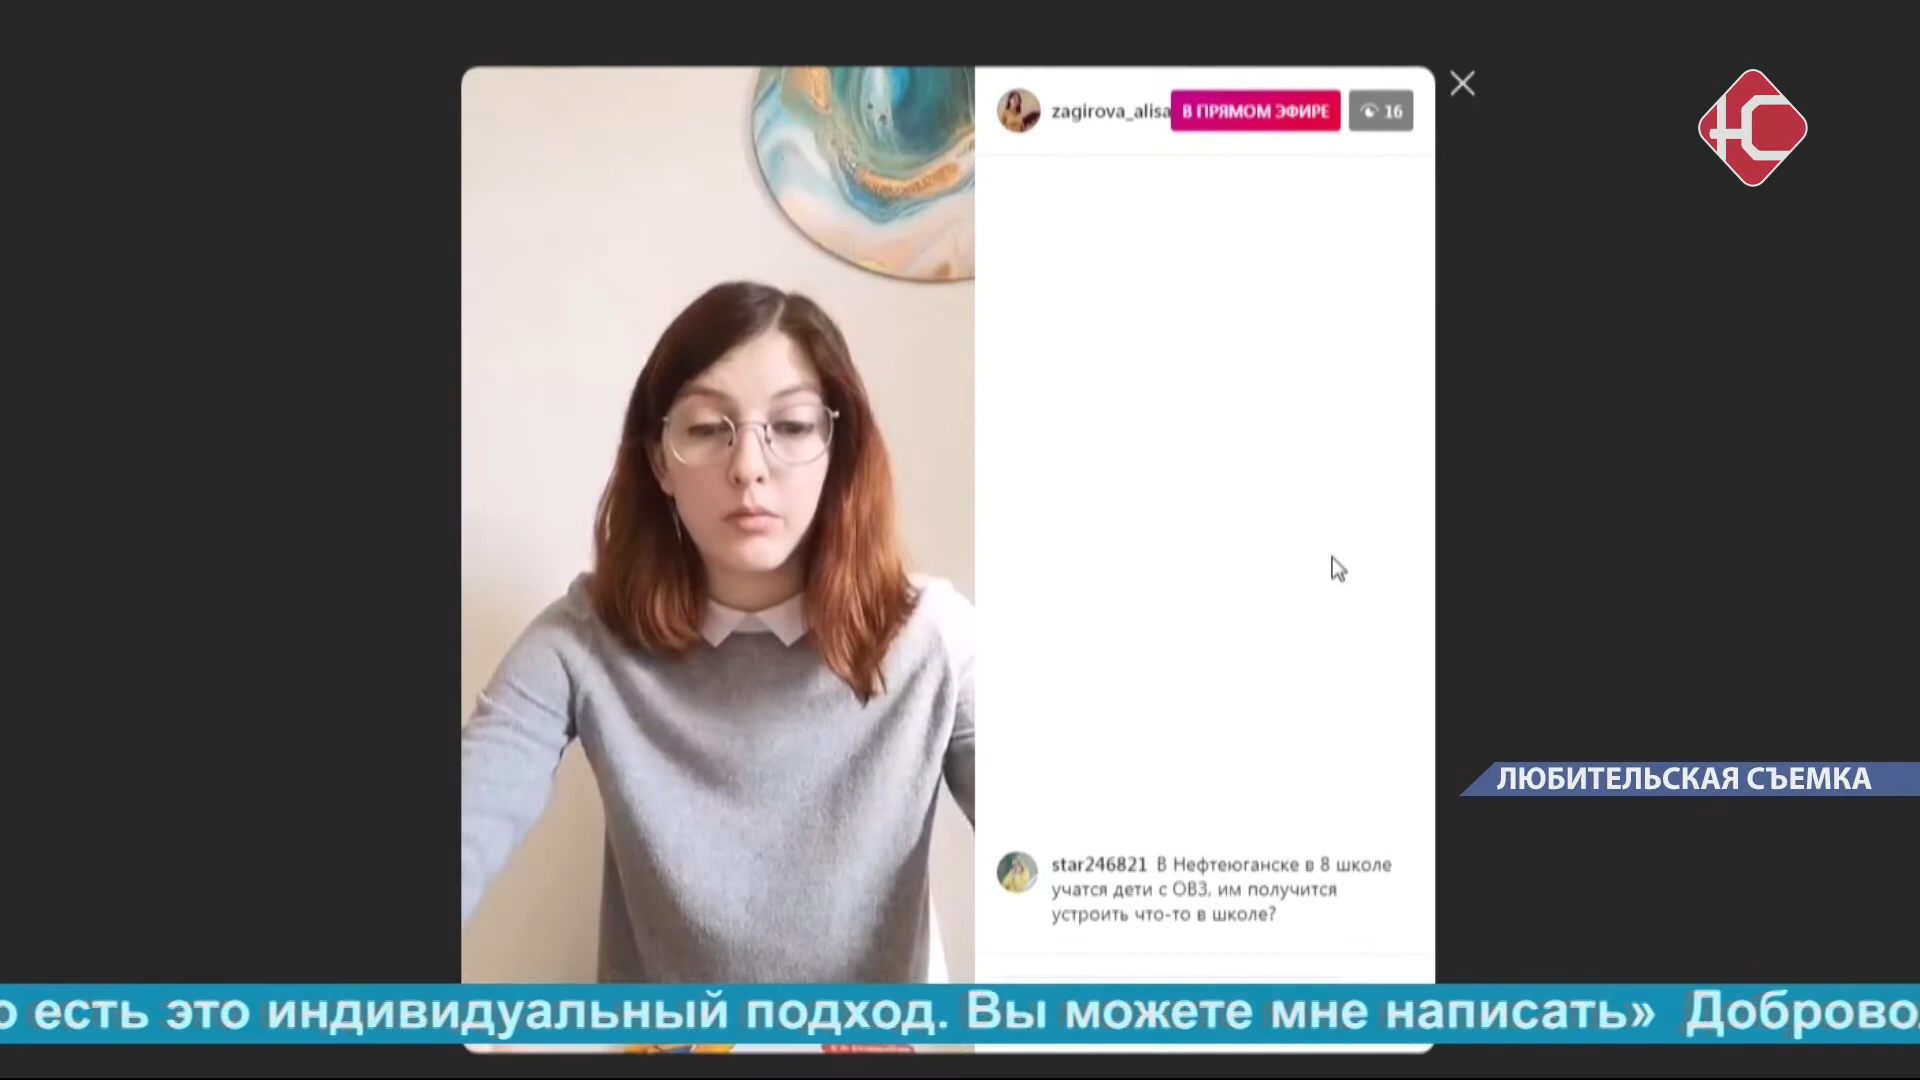 zagirova_alisa
В ПРЯМОМ ЭФИРЕ
16
ЛЮБИТЕЛЬСКАЯ СЪЕМКА
star246821 В Нефтеюганске в 8 школе
учатся дети с ОВЗ, им получится
устроить что-то в школе?
о есть это индивидуальный подход. Вы можете мне написать» Доброво